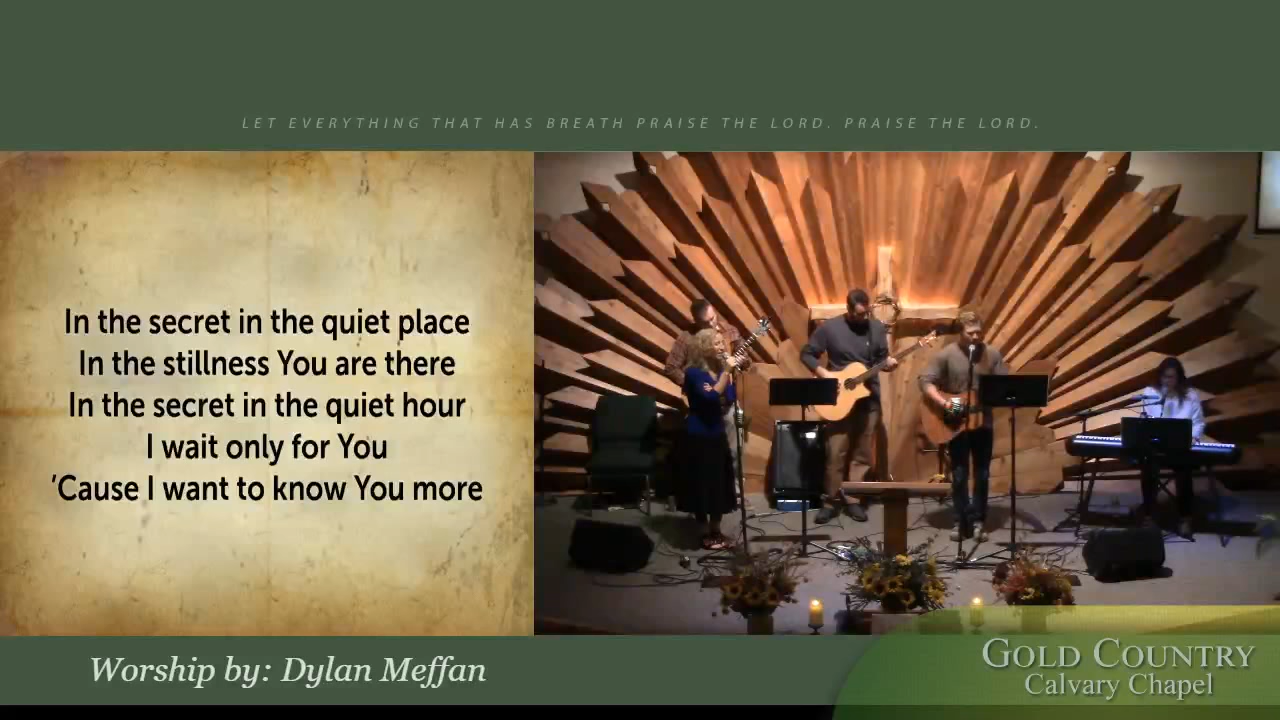 LET EVERYTHING THAT HAS BREATH PRAISE THE LORD. PRAISE THE LORD.
In the secret in the quiet place
In the stillness You are there
In the secret in the quiet hour
I wait only for You
’Cause I want to know You more
Worship by: Dylan Meffan
GOLD COUNTRY
Calvary Chapel